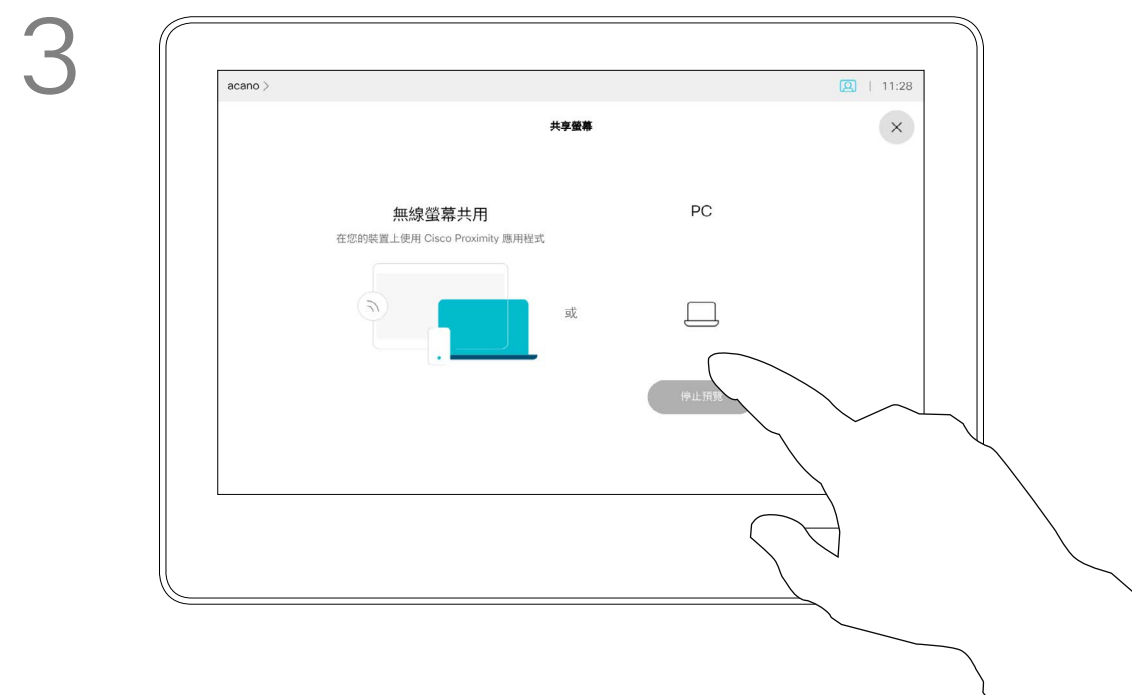 3
acano >
11:28
共享螢幕
無線螢幕共用
PC
在您的裝置上使用 Cisco Proximity 應用程式
或
停止預覽